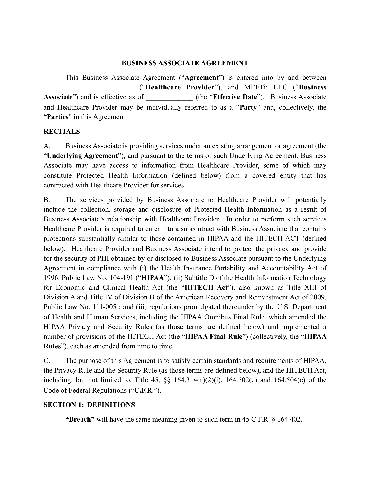 BUSINESS ASSOCIATE AGREEMENT
This Business Associate Agreement ("Agreement") is entered into by and between
("Healthcare Provider"), and ("Business
Associate") and is effective as of (the "Effective Date"). Business Associate
and Healthcare Provider may be individually referred to as a "Party" and, collectively, the
"Parties" in this Agreement.
RECITALS
A. Business Associate is providing services under an existing arrangement or agreement (the
"Underlying Agreement"), and pursuant to the terms of such Underlying Agreement, Business
Associate may have access to information from Healthcare Provider, some of which may
constitute Protected Health Information (defined below) from a covered entity that has
contracted with Healthcare Provider for services.
B. The services provided by Business Associate to Healthcare Provider will potentially
include the collection, storage and disclosure of Protected Health Information as a result of
Business Associate's relationship with Healthcare Provider. In order to perform such services
Healthcare Provider is required to enter into a contract with Business Associate that contains
protections substantially similar to those contained in HIPAA and the HITECH ACT (defined
below). Healthcare Provider and Business Associate intend to protect the privacy and provide
for the security of PHI obtained by or disclosed to Business Associate pursuant to the Underlying
Agreement in compliance with (i) the Health Insurance Portability and Accountability Act of
1996, Public Law No. 104-191 ("HIPAA"), (ii) Subtitle D of the Health Information Technology
for Economic and Clinical Health Act (the "HITECH Act"), also known as Title XIII of
Division A and Title IV of Division B of the American Recovery and Reinvestment Act of 2009,
Public Law No. 111-005 and (iii) regulations promulgated thereunder by the U.S. Department
of Health and Human Services, including the HIPAA Omnibus Final Rule which amended the
HIPAA Privacy and Security Rules (as those terms are defined below) and implemented a
number of provisions of the HITECH Act (the "HIPAA Final Rule") (collectively, the "HIPAA
Rules"), each as amended from time to time.
C. The purpose of this Agreement is to satisfy certain standards and requirements of HIPAA,
the Privacy Rule and the Security Rule (as those terms are defined below), and the HITECH Act,
including, but not limited to, Title 45, §§ 164.314(a)(2)(i), 164.502(e) and 164.504(e) of the
Code of Federal Regulations ("C.F.R.").
SECTION 1: DEFINITIONS
"Breach" will have the same meaning given to such term in 45 C.F.R. § 164.402.